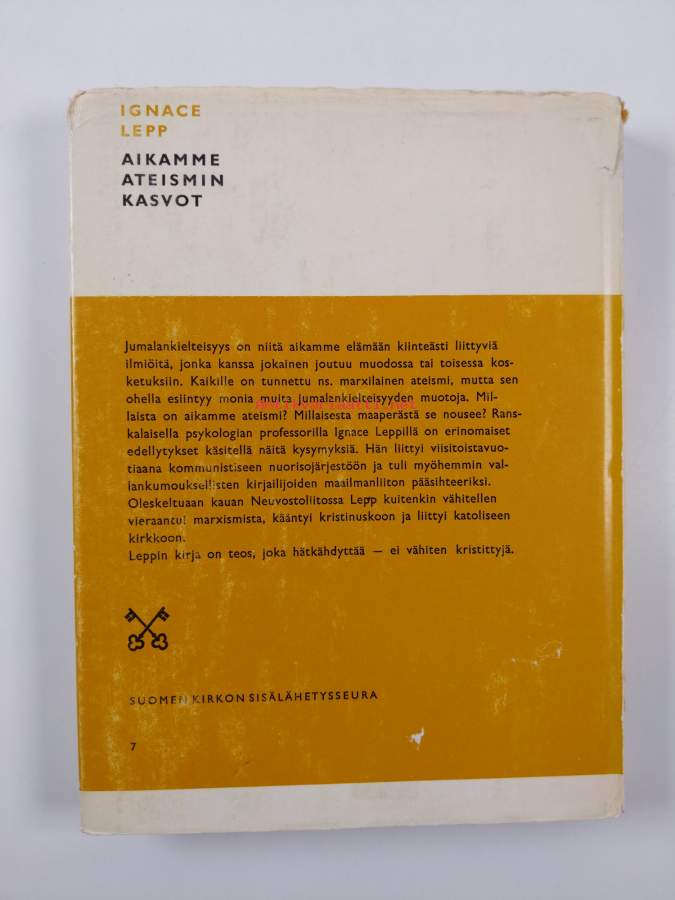 IGNACE
LEPP
AIKAMME
ATEISMIN
KASVOT
Jumalankielteisyys on niitä aikamme elämään kiinteästi liittyviä
ilmiöitä, jonka kanssa jokainen joutuu muodossa tai toisessa kos-
ketuksiin. Kaikille on tunnettu ns. marxilainen ateismi, mutta sen
ohella esiintyy monia muita jumalankielteisyyden muotoja. Mil-
laista on aikamme ateismi? Millaisesta maaperästä se nousee? Rans-
kalaisella psykologian professorilla Ignace Leppillä on erinomaiset
edellytykset käsitellä näitä kysymyksiä. Hän liittyi viisitoistavuo-
tiaana kommunistiseen nuorisojärjestöön ja tuli myöhemmin val-
lankumouksellisten kirjailijoiden maailmanliiton pääsihteeriksi.
Oleskeltuaan kauan Neuvostoliitossa Lepp kuitenkin vähitellen
vieraantui marxismista, kääntyi kristinuskoon ja liittyi katoliseen
kirkkoon.
Leppin kirja on teos, joka hätkähdyttää — ei vähiten kristittyjä.
SUOMEN KIRKON SISÄLÄHETYSSEURA
7